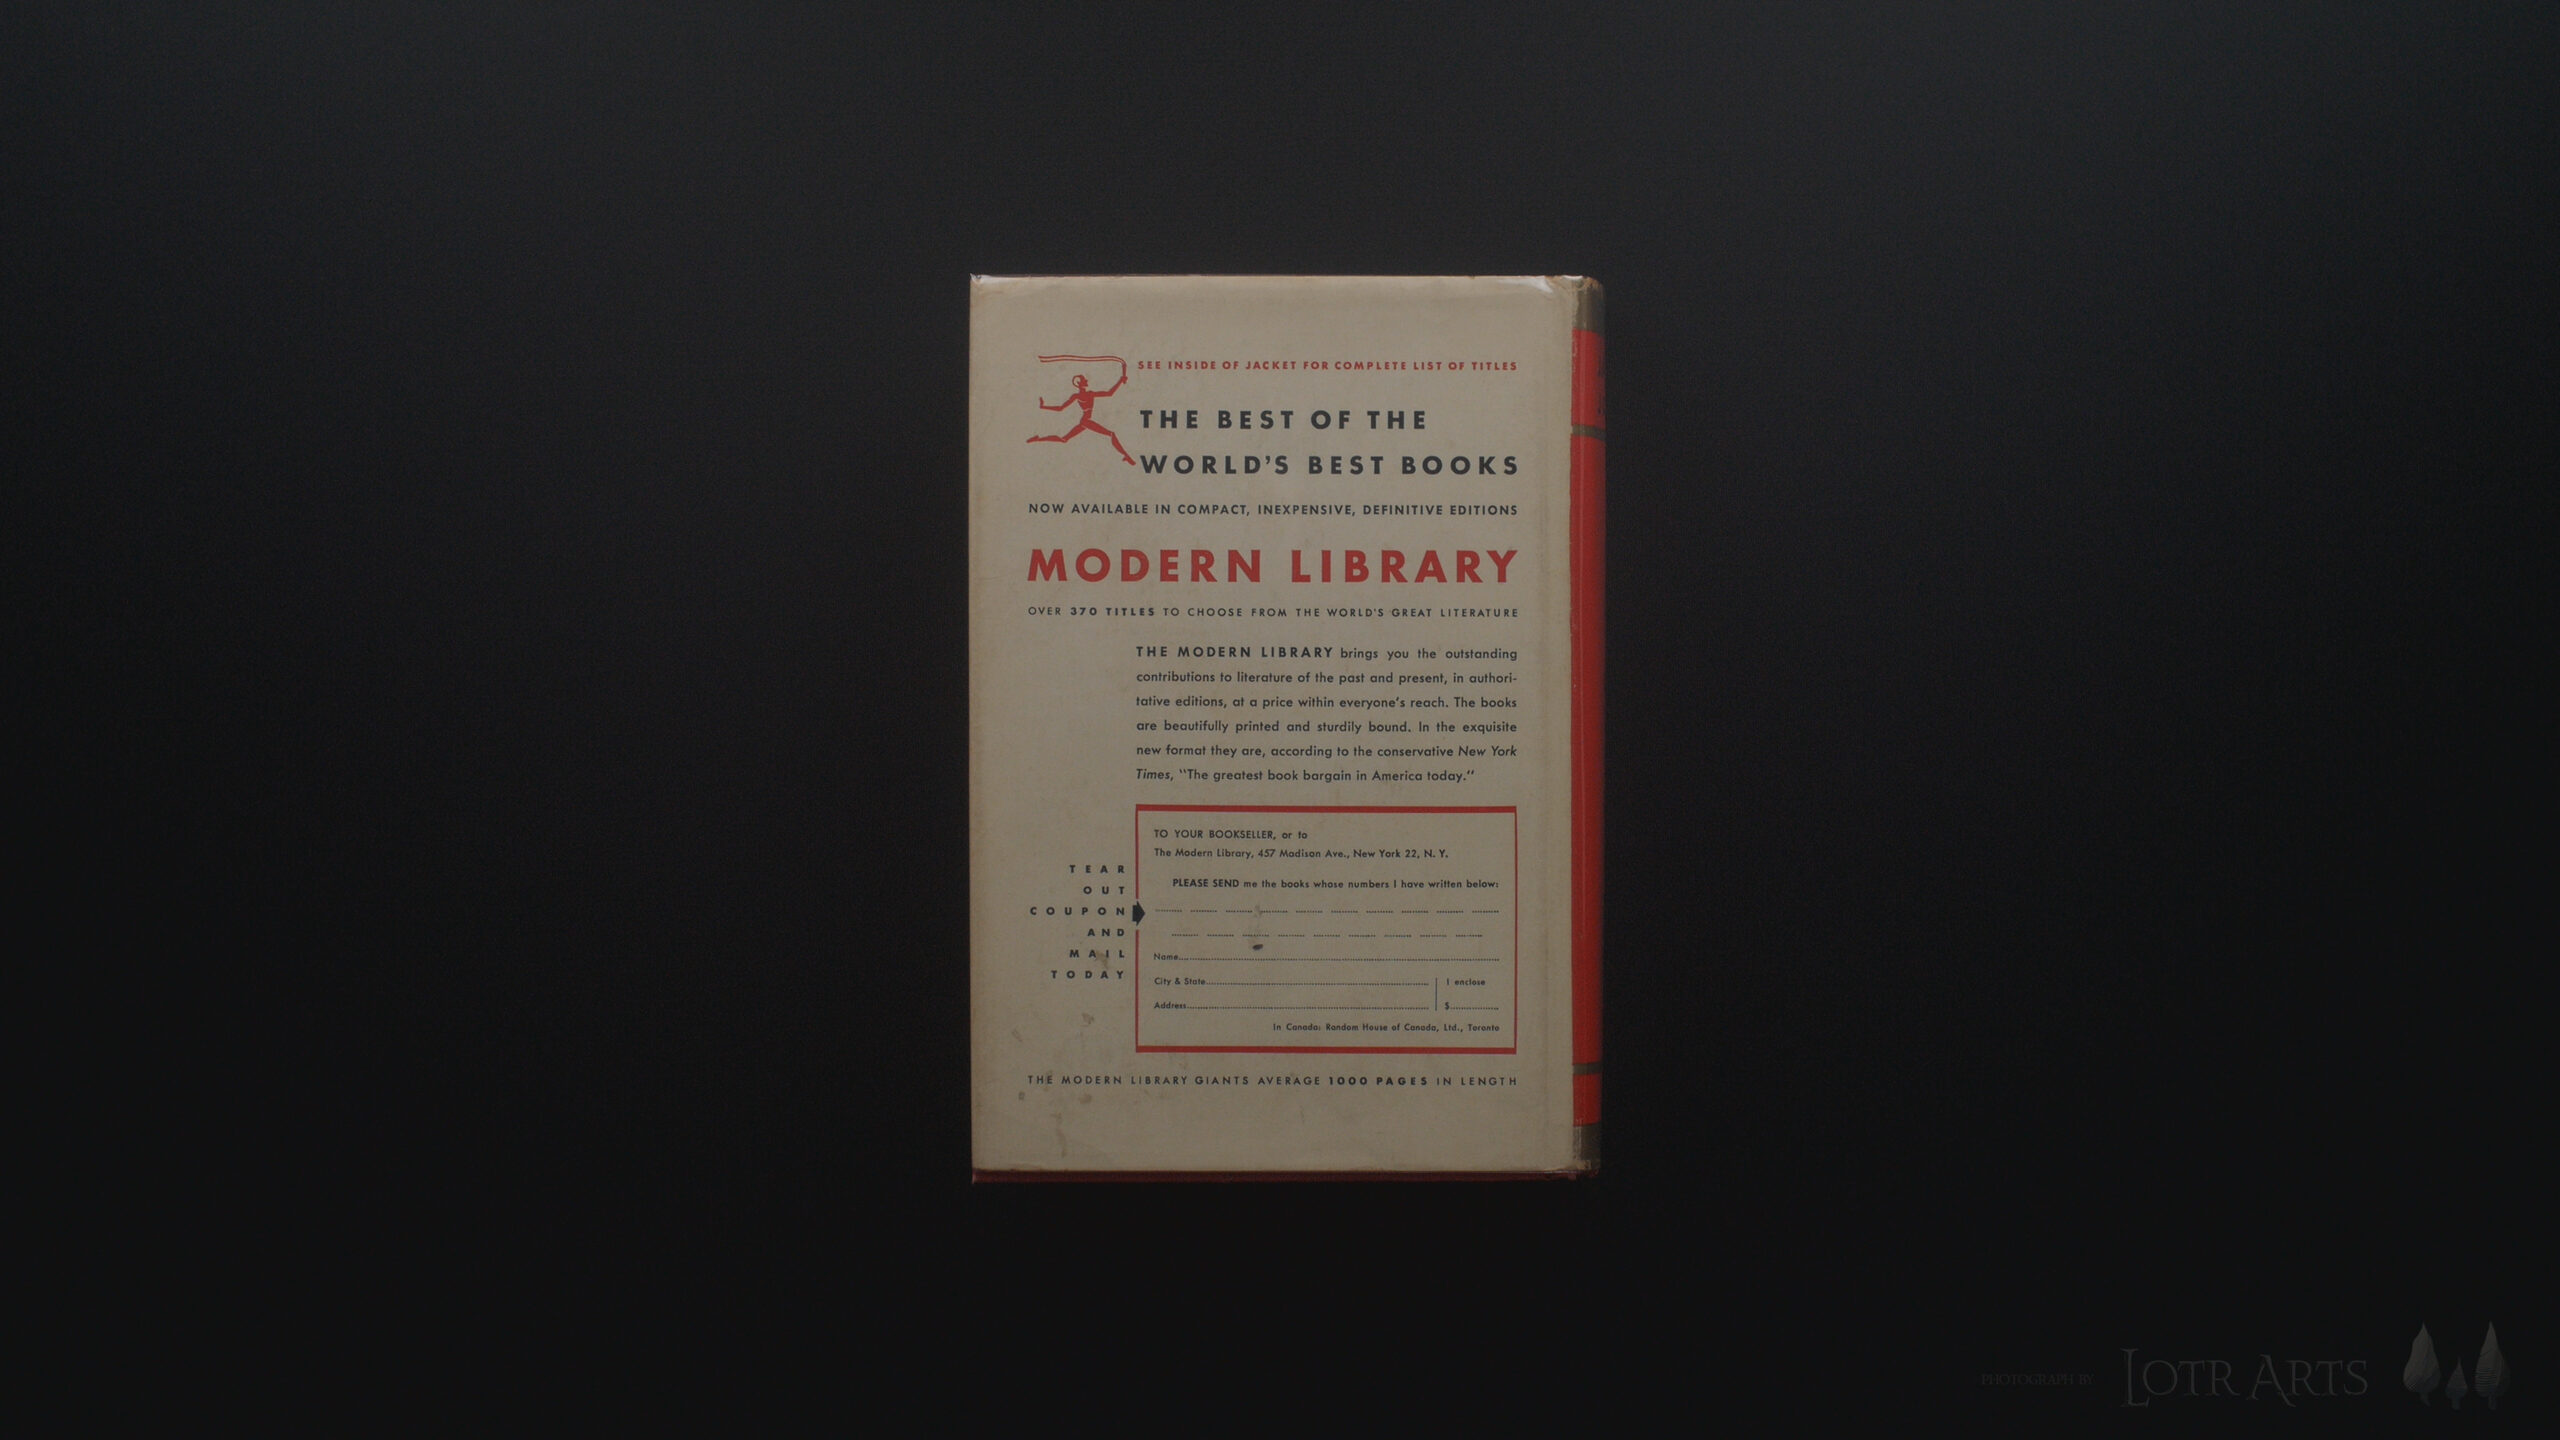 SEE INSIDE OF JACKET FOR COMPLETE LIST OF TITLES
THE BEST OF THE
WORLD'S BEST BOOKS
NOW AVAILABLE IN COMPACT, INEXPENSIVE, DEFINITIVE EDITIONS
MODERN LIBRARY
OVER 370 TITLES TO CHOOSE FROM THE WORLD'S GREAT LITERATURE
THE MODERN LIBRARY brings you the outstanding
contributions to literature of the past and present, in authori-
tative editions, at a price within everyone's reach. The books
are beautifully printed and sturdily bound. In the exquisite
new format they are, according to the conservative New York
Times, "The greatest book bargain in America today."
TEAR
OUT
COUPON
AND
MAIL
TODAY
TO YOUR BOOKSELLER, or to
The Modern Library, 457 Madison Ave., New York 22, N. Y.
PLEASE SEND me the books whose numbers I have written below:
Name
City & State
I enclose
Address
$
In Canada: Random House of Canada, Ltd., Toronto
THE MODERN LIBRARY GIANTS AVERAGE 1000 PAGES IN LENGTH
PHOTOGRAPH BY LOTR ARTS